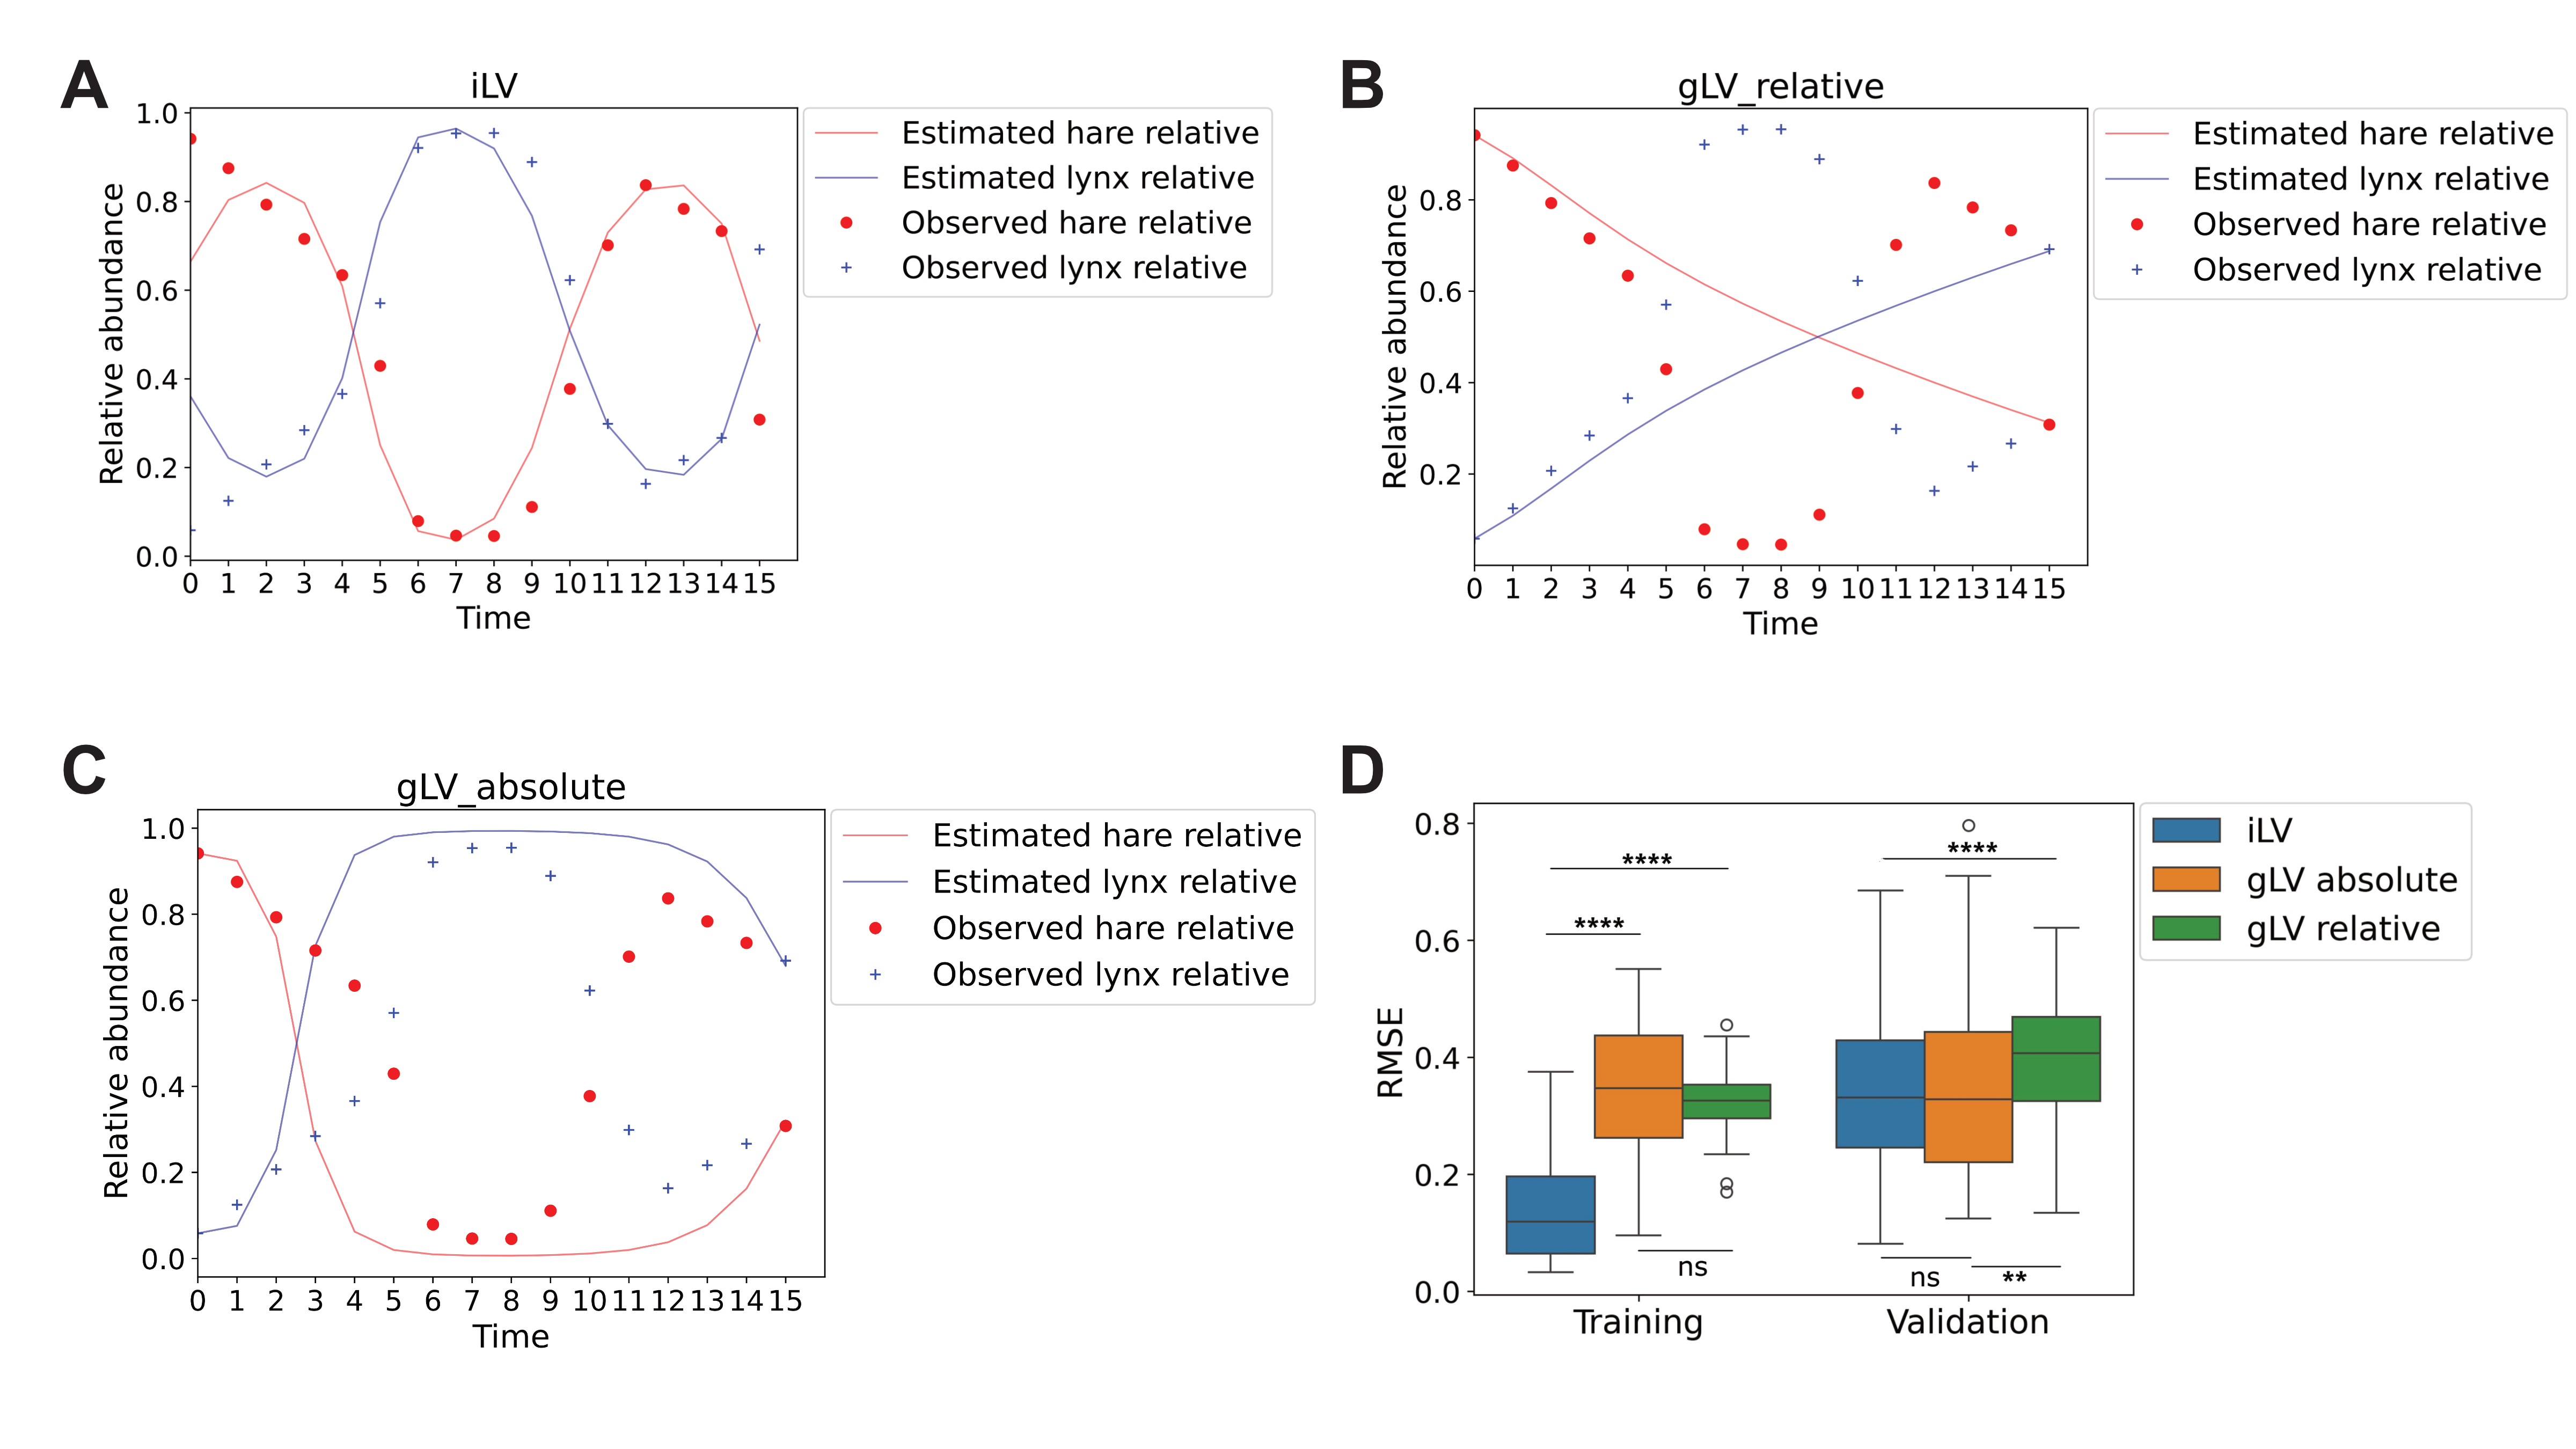 A
iLV
1.0
0.8
0.6
0.4
0.2
0.0
Relative abundance
0 1 2 3 4 5 6 7 8 9 10 11 12 13 14 15
Time
Estimated hare relative
Estimated lynx relative
Observed hare relative
Observed lynx relative
B
gLV_relative
0.8
0.6
0.4
0.2
Relative abundance
0 1 2 3 4 5 6 7 8 9 10 11 12 13 14 15
Time
Estimated hare relative
Estimated lynx relative
Observed hare relative
Observed lynx relative
C
gLV_absolute
1.0
0.8
0.6
0.4
0.2
0.0
Relative abundance
0 1 2 3 4 5 6 7 8 9 10 11 12 13 14 15
Time
Estimated hare relative
Estimated lynx relative
Observed hare relative
Observed lynx relative
D
0.8
0.6
0.4
0.2
0.0
RMSE
****
****
ns
****
ns
**
Training
Validation
iLV
gLV absolute
gLV relative